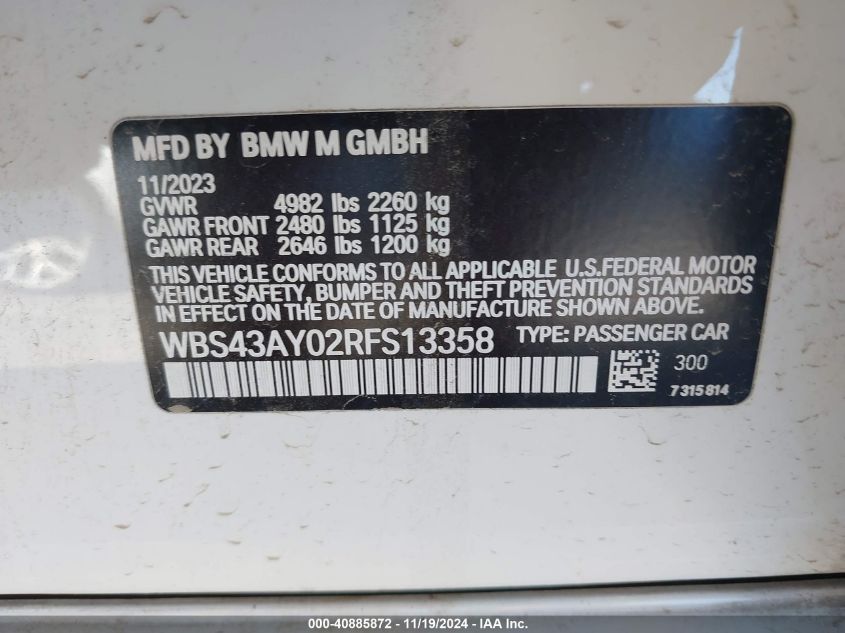 MFD BY BMW M GMBH
11/2023
GVWR 4982 lbs 2260 kg
GAWR FRONT 2480 lbs 1125 kg
GAWR REAR 2646 lbs 1200 kg
THIS VEHICLE CONFORMS TO ALL APPLICABLE U.S.FEDERAL MOTOR
VEHICLE SAFETY, BUMPER AND THEFT PREVENTION STANDARDS
IN EFFECT ON THE DATE OF MANUFACTURE SHOWN ABOVE.
WBS43AY02RFS13358 TYPE: PASSENGER CAR
300
7315814
000-40885872 - 11/19/2024 - IAA, Inc.